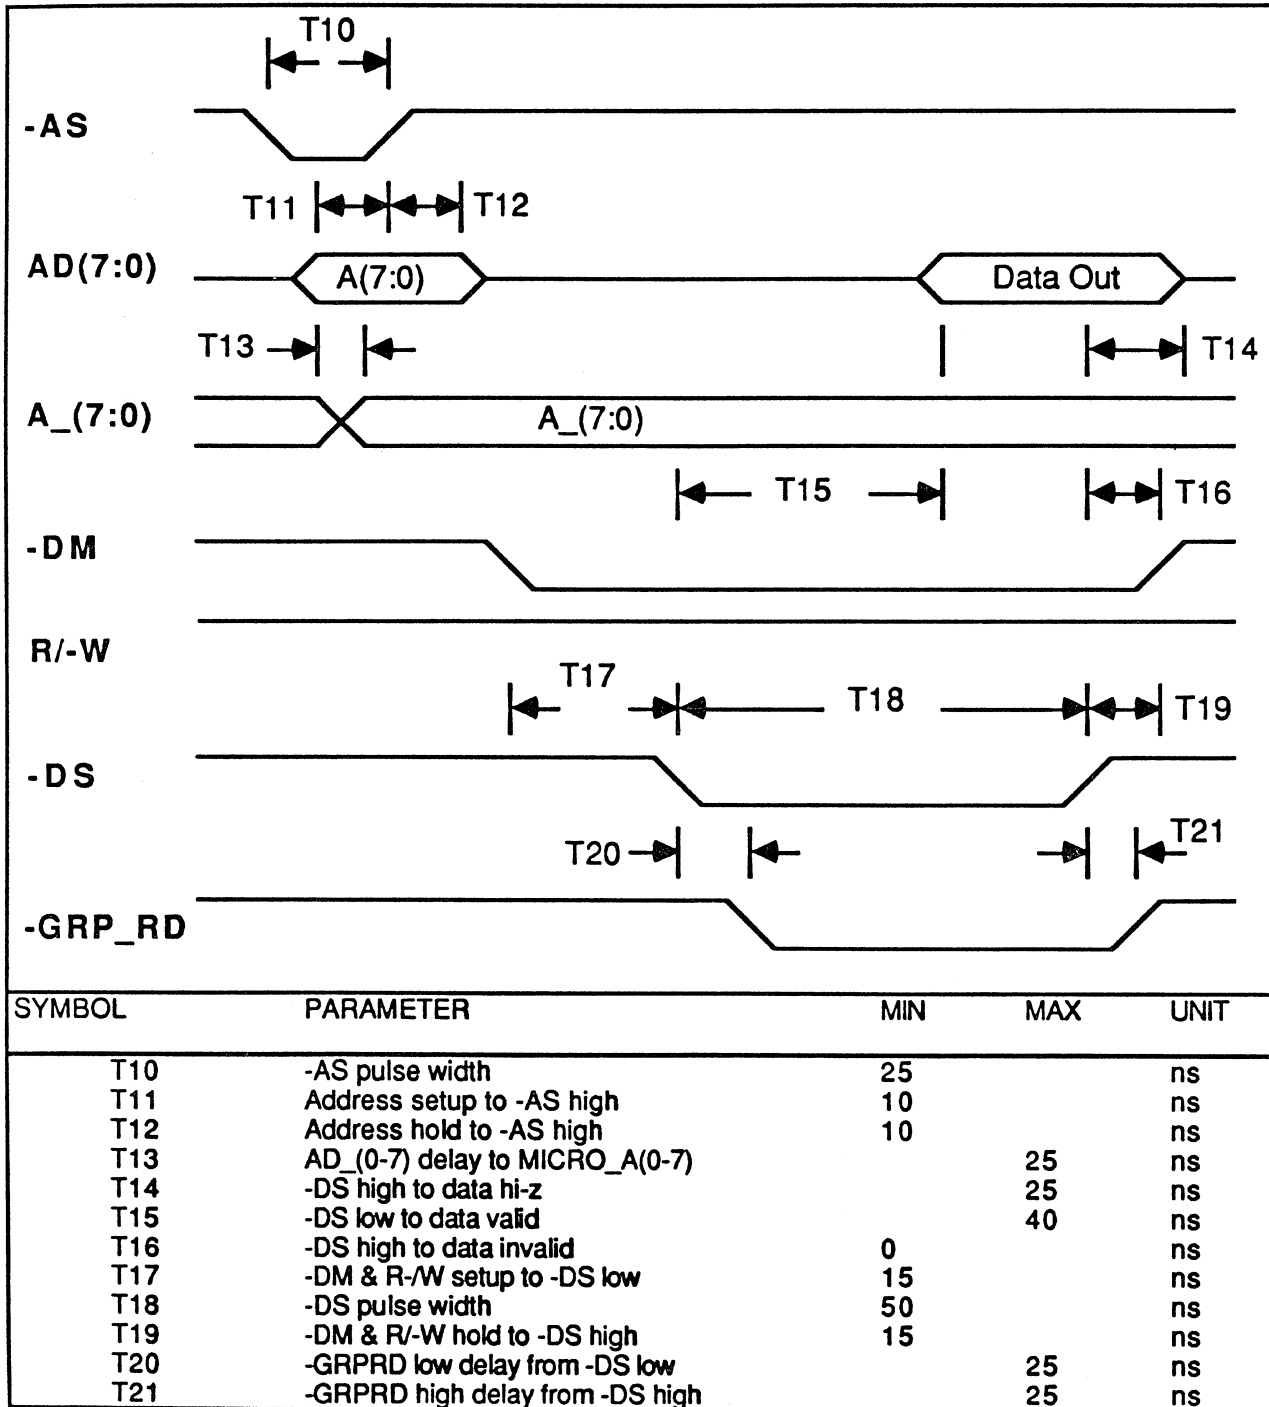 T10
-AS
T11 T12
AD(7:0) A(7:0) Data Out
T13 T14
A_(7:0) A_(7:0)
T15 T16
-DM
R/-W
T17 T18 T19
-DS
T20 T21
-GRP_RD
SYMBOL PARAMETER MIN MAX UNIT
T10 -AS pulse width 25 ns
T11 Address setup to -AS high 10 ns
T12 Address hold to -AS high 10 ns
T13 AD_(0-7) delay to MICRO_A(0-7) 25 ns
T14 -DS high to data hi-z 25 ns
T15 -DS low to data valid 40 ns
T16 -DS high to data invalid 0 ns
T17 -DM & R-/W setup to -DS low 15 ns
T18 -DS pulse width 50 ns
T19 -DM & R/-W hold to -DS high 15 ns
T20 -GRPRD low delay from -DS low 25 ns
T21 -GRPRD high delay from -DS high 25 ns